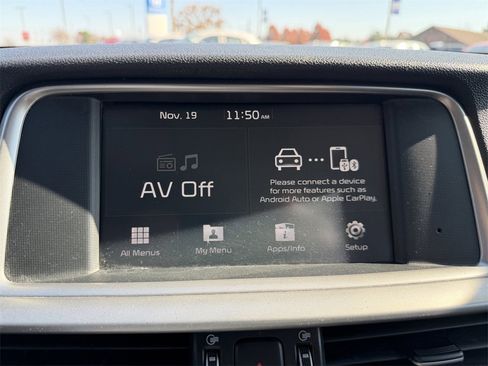 Nov. 19 11:50 AM
AV Off
Please connect a device
for more features such as
Android Auto or Apple CarPlay.
All Menus My Menu Apps/Info Setup